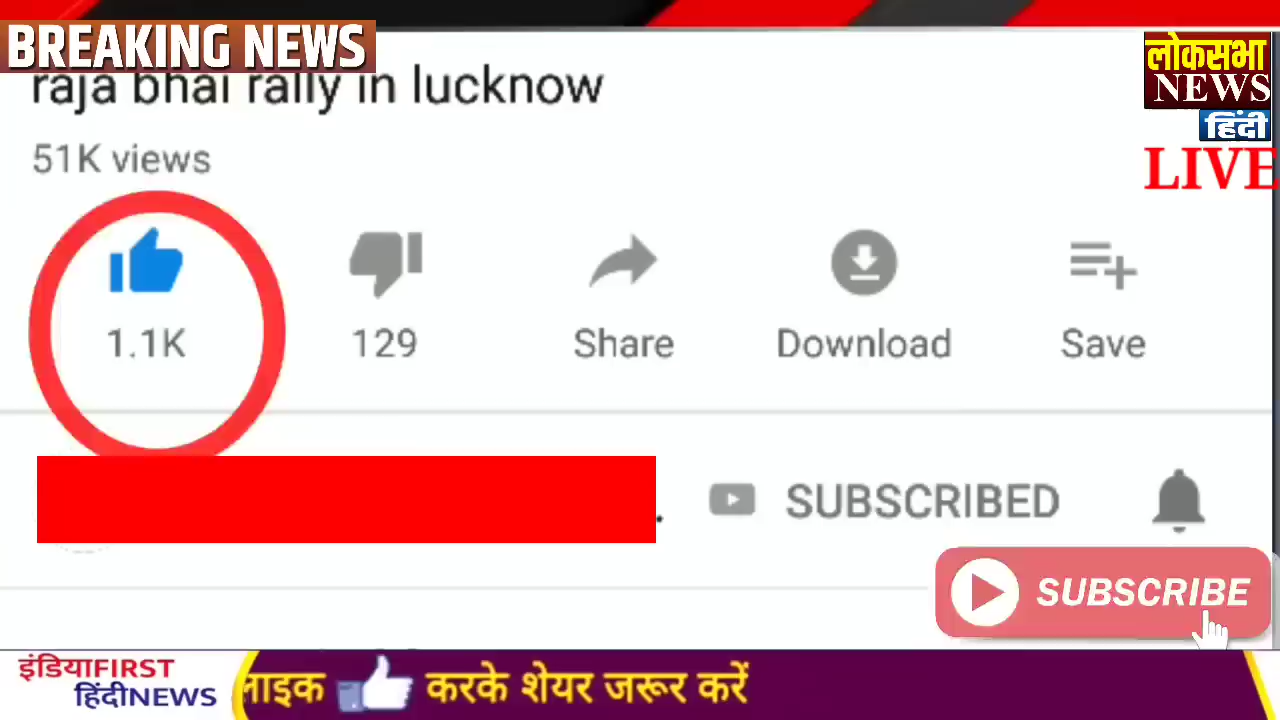 BREAKING NEWS
raja bhai rally in lucknow
51K views
लोकसभा
NEWS
हिंदी
LIVE
1.1K
129
Share
Download
Save
SUBSCRIBED
SUBSCRIBE
इंडियाFIRST
हिंदीNEWS
लाइक करके शेयर जरूर करें